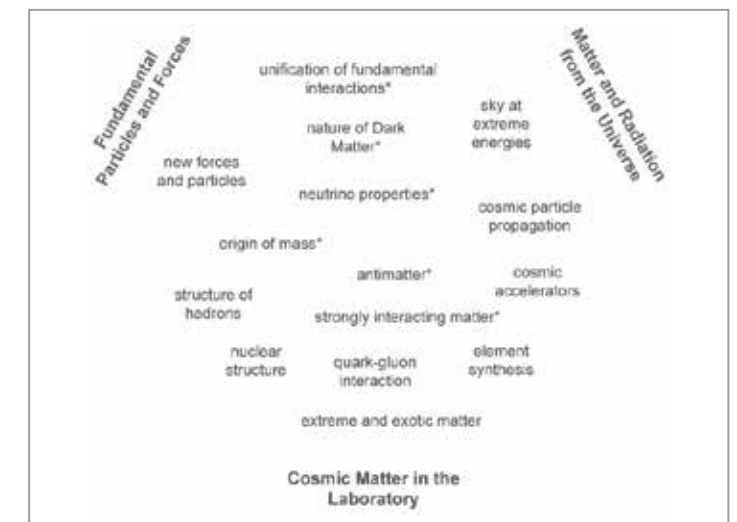 Fundamental
Particles and Forces
Matter and Radiation
from the Universe
unification of fundamental
interactions*
sky at
extreme
energies
nature of Dark
Matter*
new forces
and particles
neutrino properties*
cosmic particle
propagation
origin of mass*
antimatter*
cosmic
accelerators
structure of
hadrons
strongly interacting matter*
nuclear
structure
quark-gluon
interaction
element
synthesis
extreme and exotic matter
Cosmic Matter in the
Laboratory